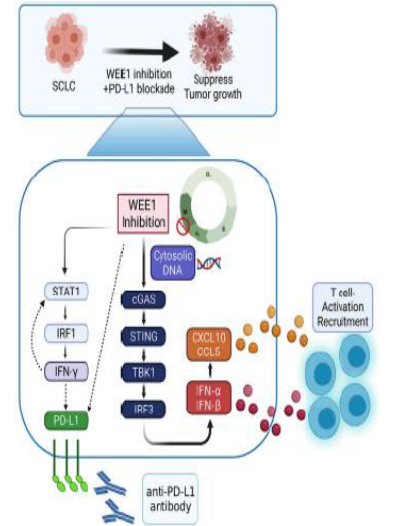 SCLC
WEE1 inhibition
+PD-L1 blockade
Suppress
Tumor growth
WEE1
Inhibition
Cytosolic
DNA
STAT1
IRF1
IFN-γ
PD-L1
cGAS
STING
TBK1
IRF3
CXCL10
CCL5
IFN-α
IFN-β
T cell-
Activation
Recruitment
anti-PD-L1
antibody